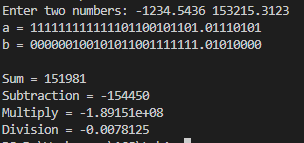 Enter two numbers: -1234.5436 153215.3123
a = 111111111111101100101101.01110101
b = 000000100101011001111111.01010000
Sum = 151981
Subtraction = -154450
Multiply = -1.89151e+08
Division = -0.0078125